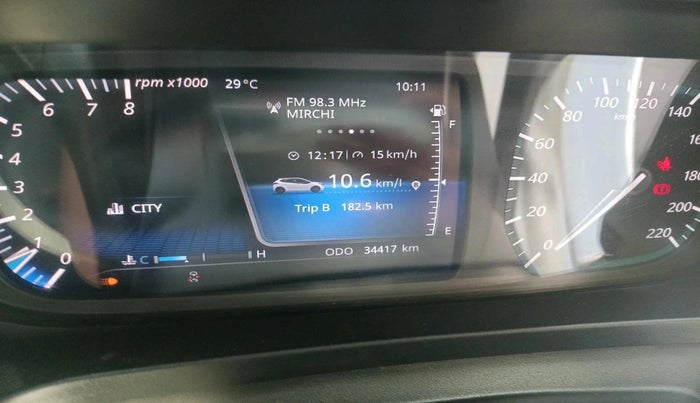 rpm x1000
29°C
10:11
5 6 7 8
4
3
2
1
0
FM 98.3 MHz
MIRCHI
12:17 15 km/h
10.6 km/l
Trip B 182.5 km
CITY
C H
ODO 34417 km
F
E
0 20 40 60 80 100 120 140
180 200 220